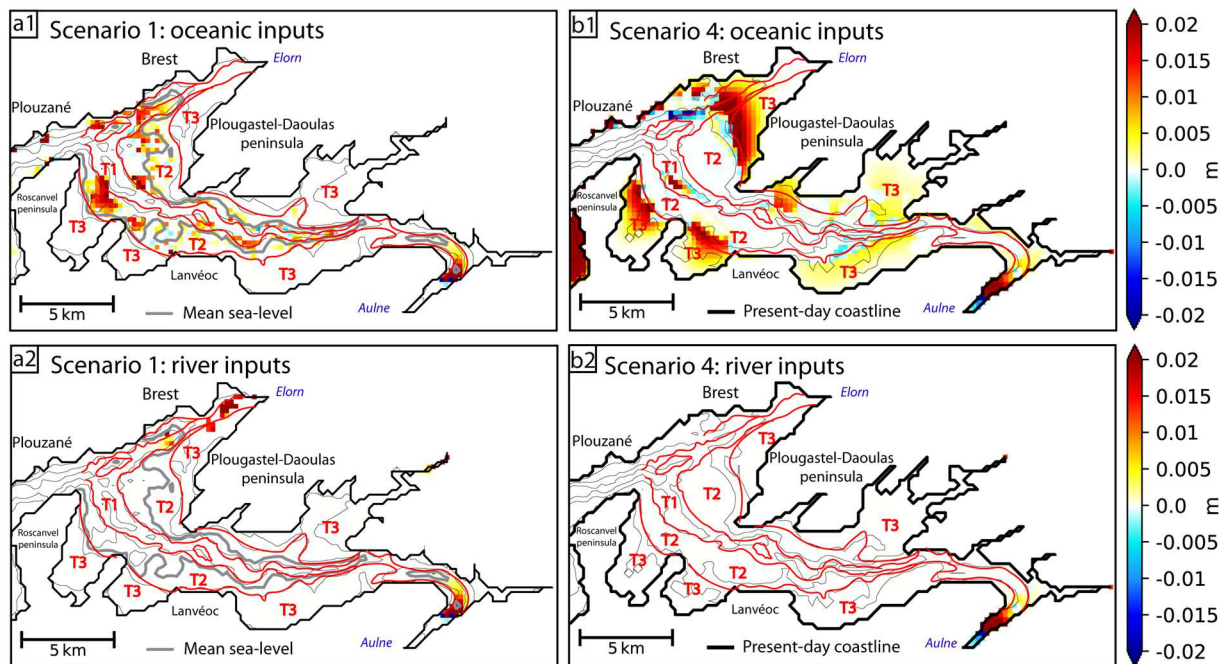 a1 Scenario 1: oceanic inputs
Brest
Elorn
Plouzané
T3
Plougastel-Daoulas
peninsula
T1
T2
T3
Roscanvel
peninsula
T3
T2
T3
Lanvéoc
T3
5 km
Mean sea-level
Aulne
b1 Scenario 4: oceanic inputs
Brest
Elorn
Plouzané
T3
Plougastel-Daoulas
peninsula
T2
T1
T3
Roscanvel
peninsula
T2
T3
T2
T3
Lanvéoc
T3
5 km
Present-day coastline
Aulne
0.02
0.015
0.01
0.005
0.0 m
-0.005
-0.01
-0.015
-0.02
a2 Scenario 1: river inputs
Brest
Elorn
Plouzané
T3
Plougastel-Daoulas
peninsula
T1
T2
T3
Roscanvel
peninsula
T3
T2
T3
Lanvéoc
T3
5 km
Mean sea-level
Aulne
b2 Scenario 4: river inputs
Brest
Elorn
Plouzané
T3
Plougastel-Daoulas
peninsula
T1
T2
T3
Roscanvel
peninsula
T2
T3
T2
T3
Lanvéoc
T3
5 km
Present-day coastline
Aulne
0.02
0.015
0.01
0.005
0.0 m
-0.005
-0.01
-0.015
-0.02